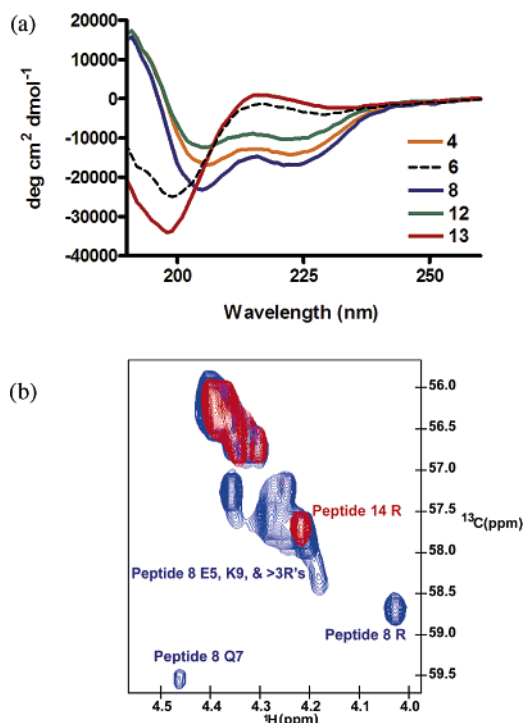 (a)
20000
10000
0
-10000
-20000
-30000
-40000
deg cm² dmol⁻¹
4
6
8
12
13
200
225
250
Wavelength (nm)
(b)
56.0
56.5
57.0
57.5
58.0
58.5
59.0
59.5
¹³C(ppm)
Peptide 14 R
Peptide 8 E5, K9, & >3R's
Peptide 8 R
Peptide 8 Q7
4.5
4.4
4.3
4.2
4.1
4.0
¹H(ppm)